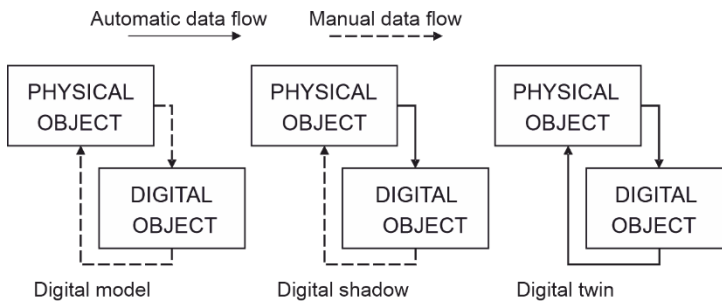 Automatic data flow
Manual data flow
PHYSICAL
OBJECT
DIGITAL
OBJECT
Digital model
PHYSICAL
OBJECT
DIGITAL
OBJECT
Digital shadow
PHYSICAL
OBJECT
DIGITAL
OBJECT
Digital twin